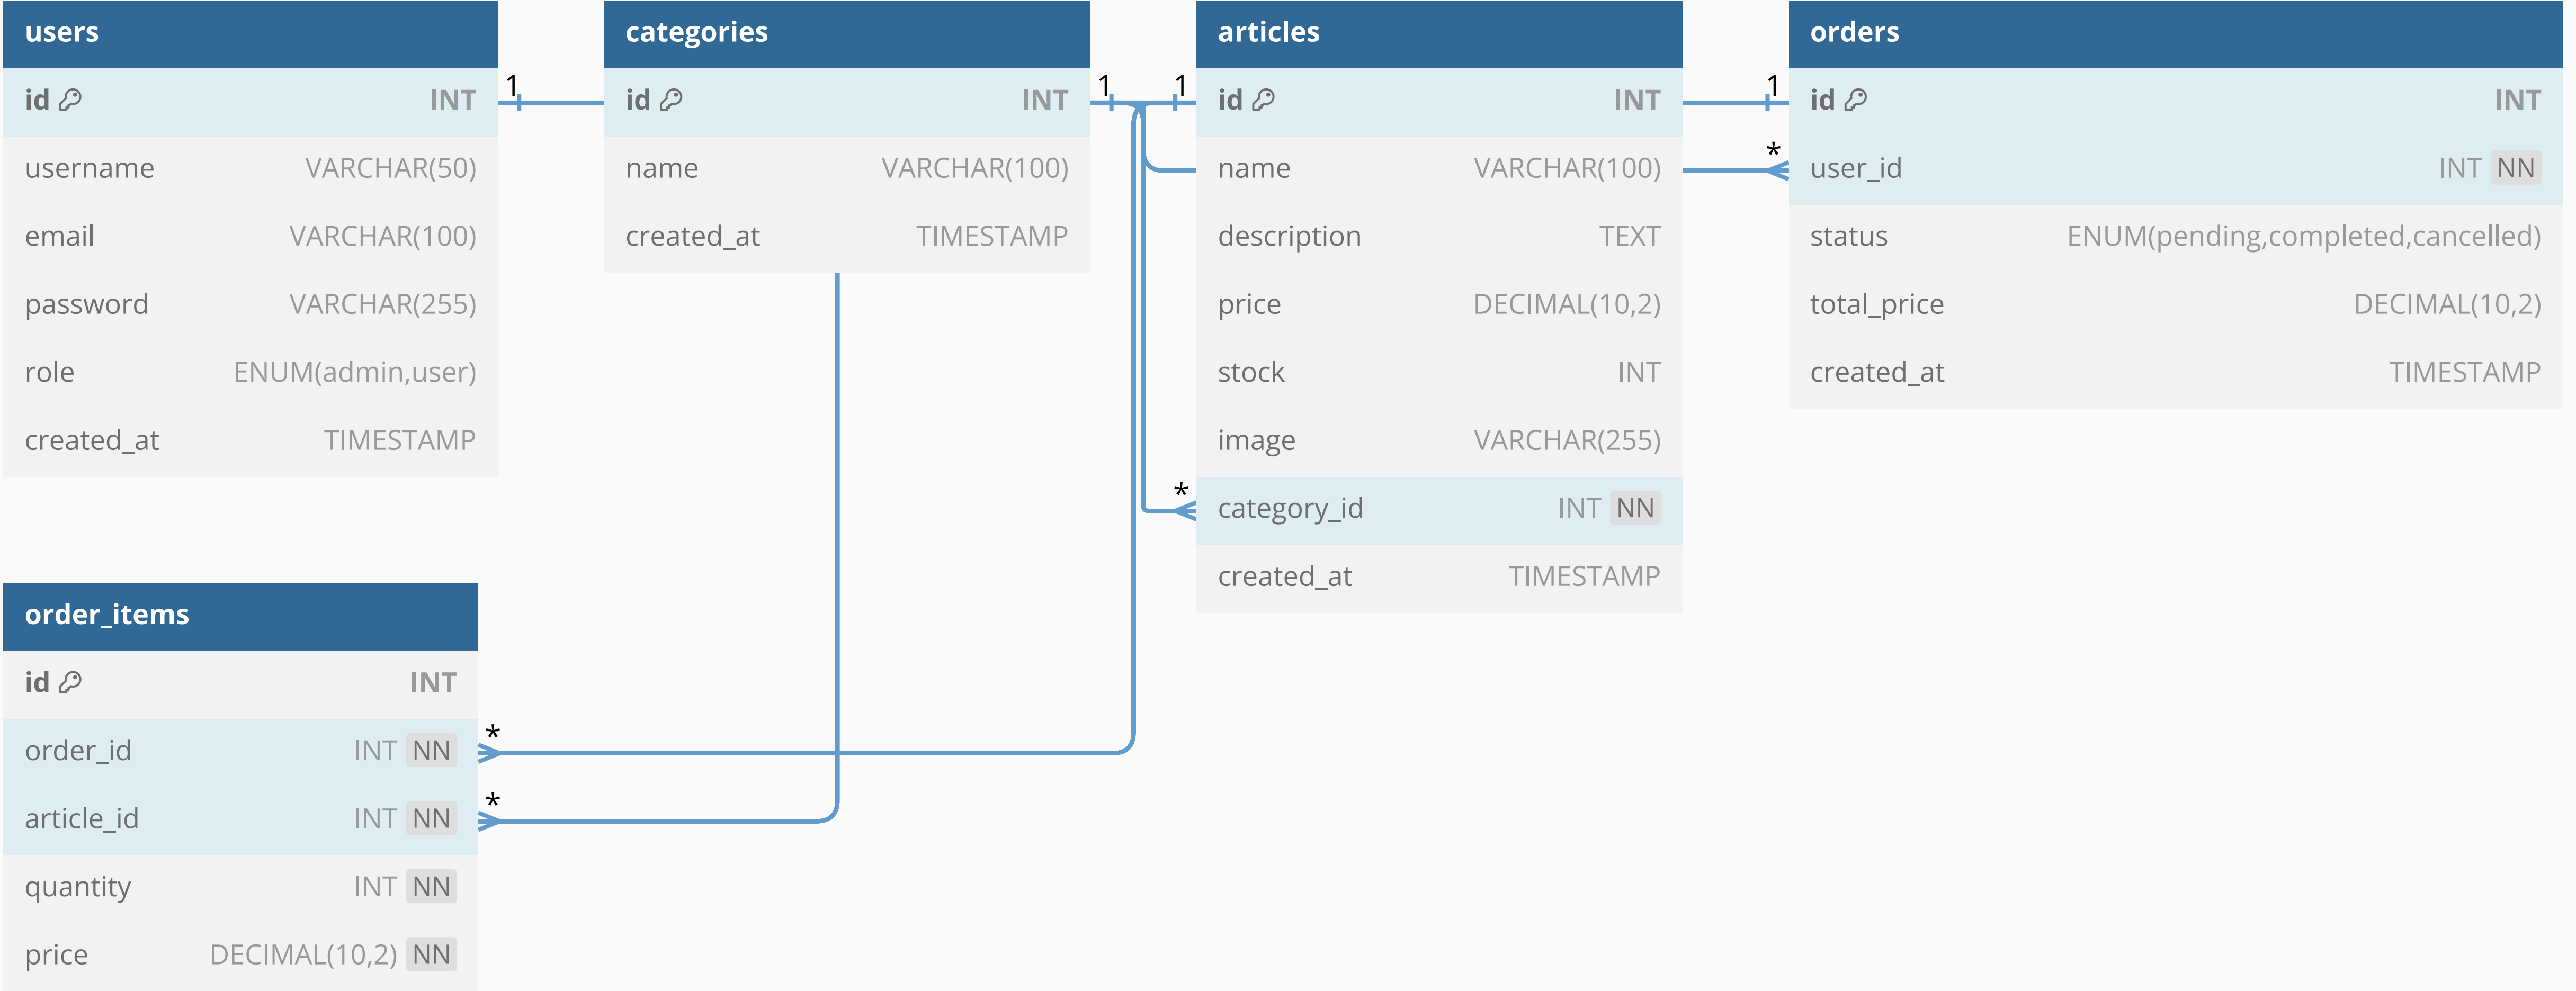 users
id INT
username VARCHAR(50)
email VARCHAR(100)
password VARCHAR(255)
role ENUM(admin,user)
created_at TIMESTAMP
1
categories
id INT
name VARCHAR(100)
created_at TIMESTAMP
1
1
*
articles
id INT
name VARCHAR(100)
description TEXT
price DECIMAL(10,2)
stock INT
image VARCHAR(255)
category_id INT NN
created_at TIMESTAMP
1
*
orders
id INT
user_id INT NN
status ENUM(pending,completed,cancelled)
total_price DECIMAL(10,2)
created_at TIMESTAMP
order_items
id INT
order_id INT NN
article_id INT NN
quantity INT NN
price DECIMAL(10,2) NN
*
*